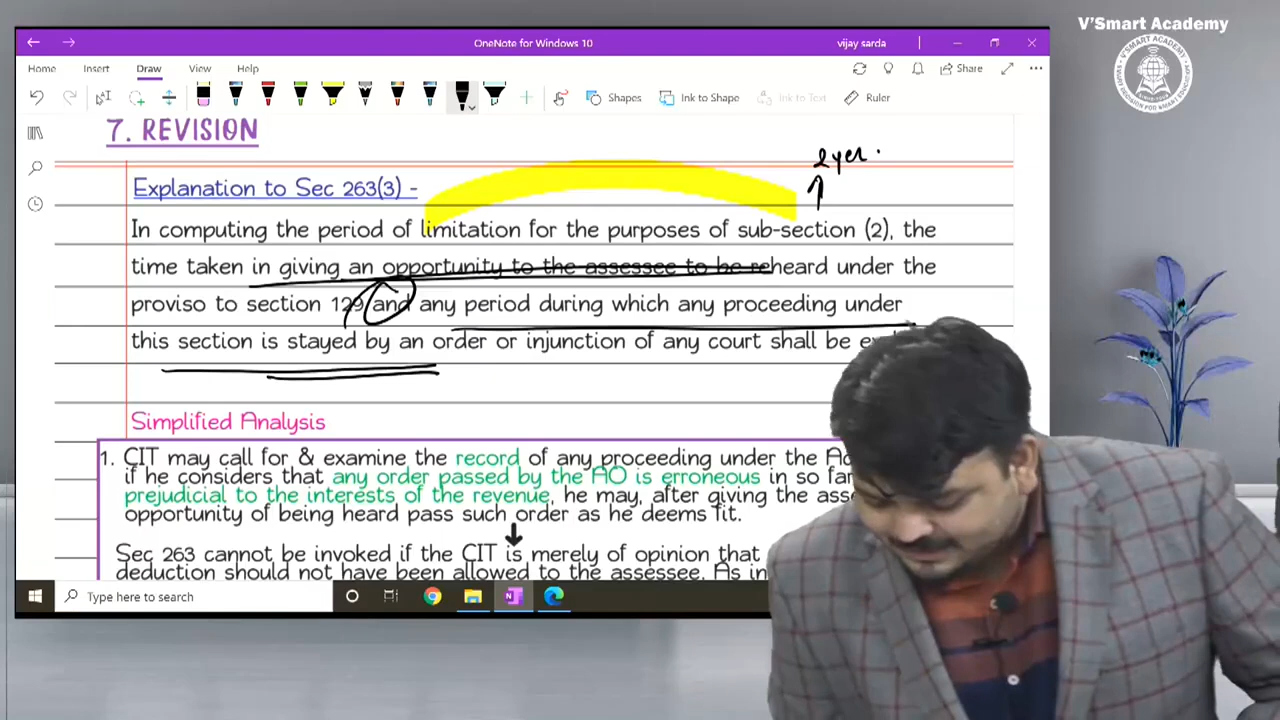 V'Smart Academy
OneNote for Windows 10
vijay sarda
Home Insert Draw View Help
Share
Shapes Ink to Shape Ink to Text Ruler
7. REVISION
2 yer.
Explanation to Sec 263(3) -
In computing the period of limitation for the purposes of sub-section (2), the
time taken in giving an opportunity to the assessee to be reheard under the
proviso to section 129 and any period during which any proceeding under
this section is stayed by an order or injunction of any court shall be
Simplified Analysis
1. CIT may call for & examine the record of any proceeding under the
if he considers that any order passed by the AO is erroneous in so far
prejudicial to the interests of the revenue, he may, after giving the
opportunity of being heard pass such order as he deems fit.
Sec 263 cannot be invoked if the CIT is merely of opinion that
deduction should not have been allowed to the assessee. As
Type here to search